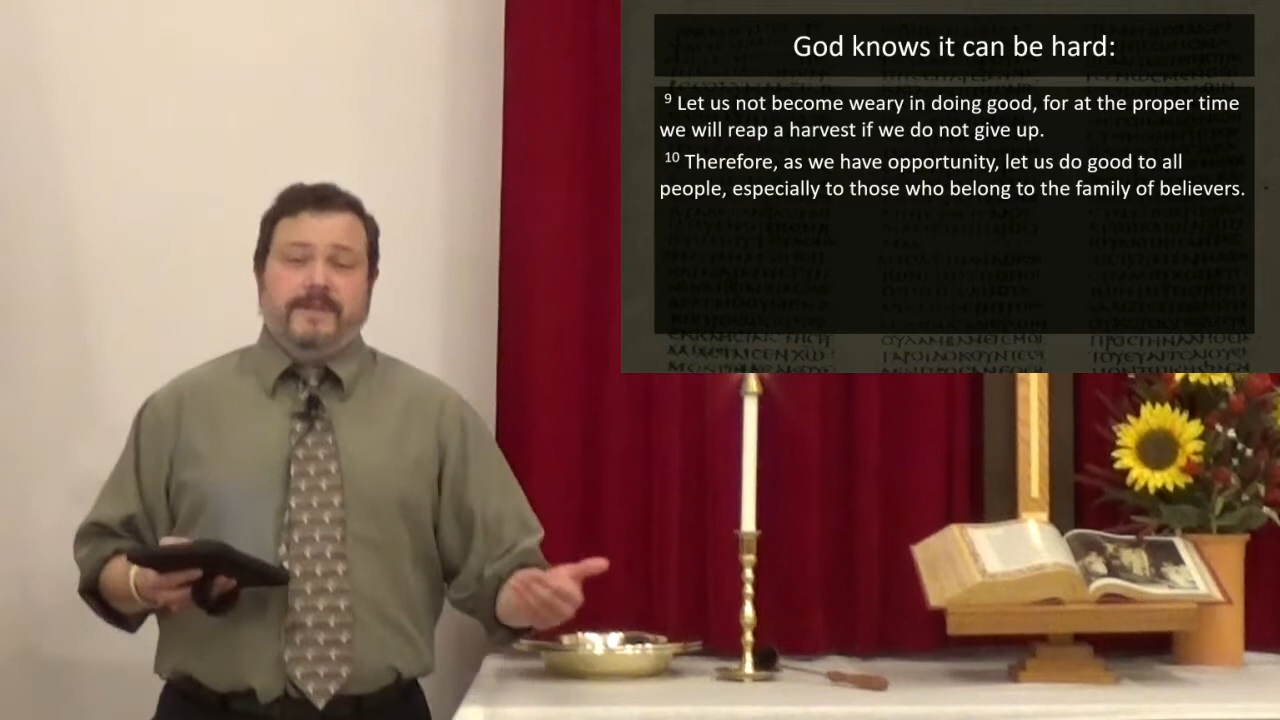 God knows it can be hard:
9 Let us not become weary in doing good, for at the proper time
we will reap a harvest if we do not give up.
10 Therefore, as we have opportunity, let us do good to all
people, especially to those who belong to the family of believers.